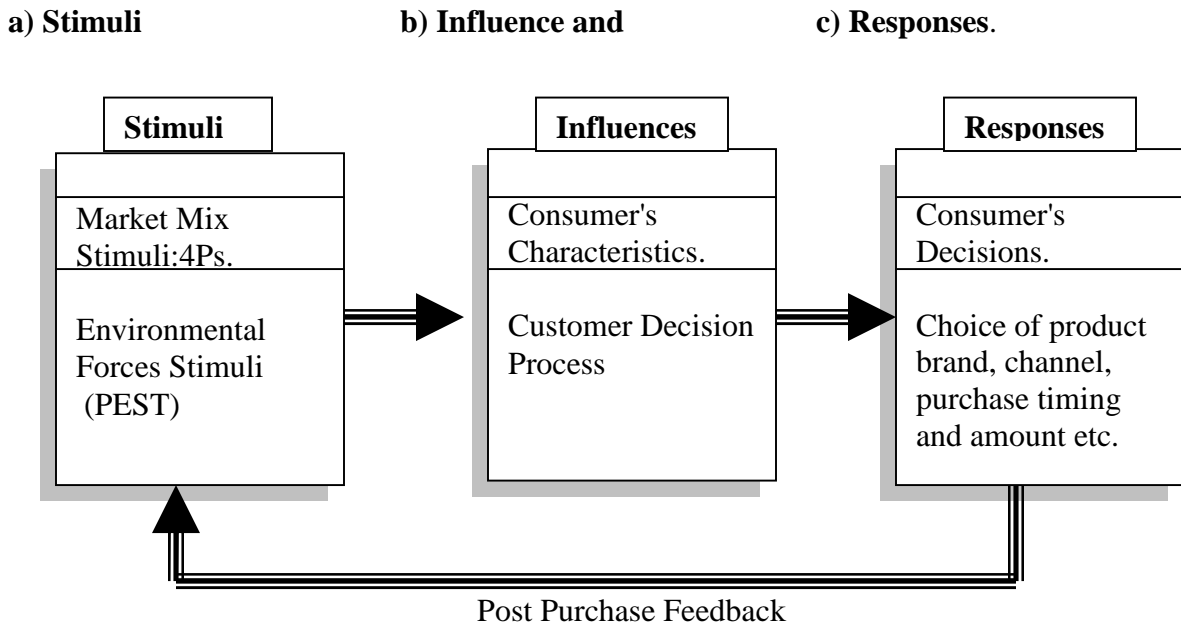 a) Stimuli b) Influence and c) Responses.
Stimuli
Market Mix
Stimuli:4Ps.
Environmental
Forces Stimuli
(PEST)
Influences
Consumer's
Characteristics.
Customer Decision
Process
Responses
Consumer's
Decisions.
Choice of product
brand, channel,
purchase timing
and amount etc.
Post Purchase Feedback